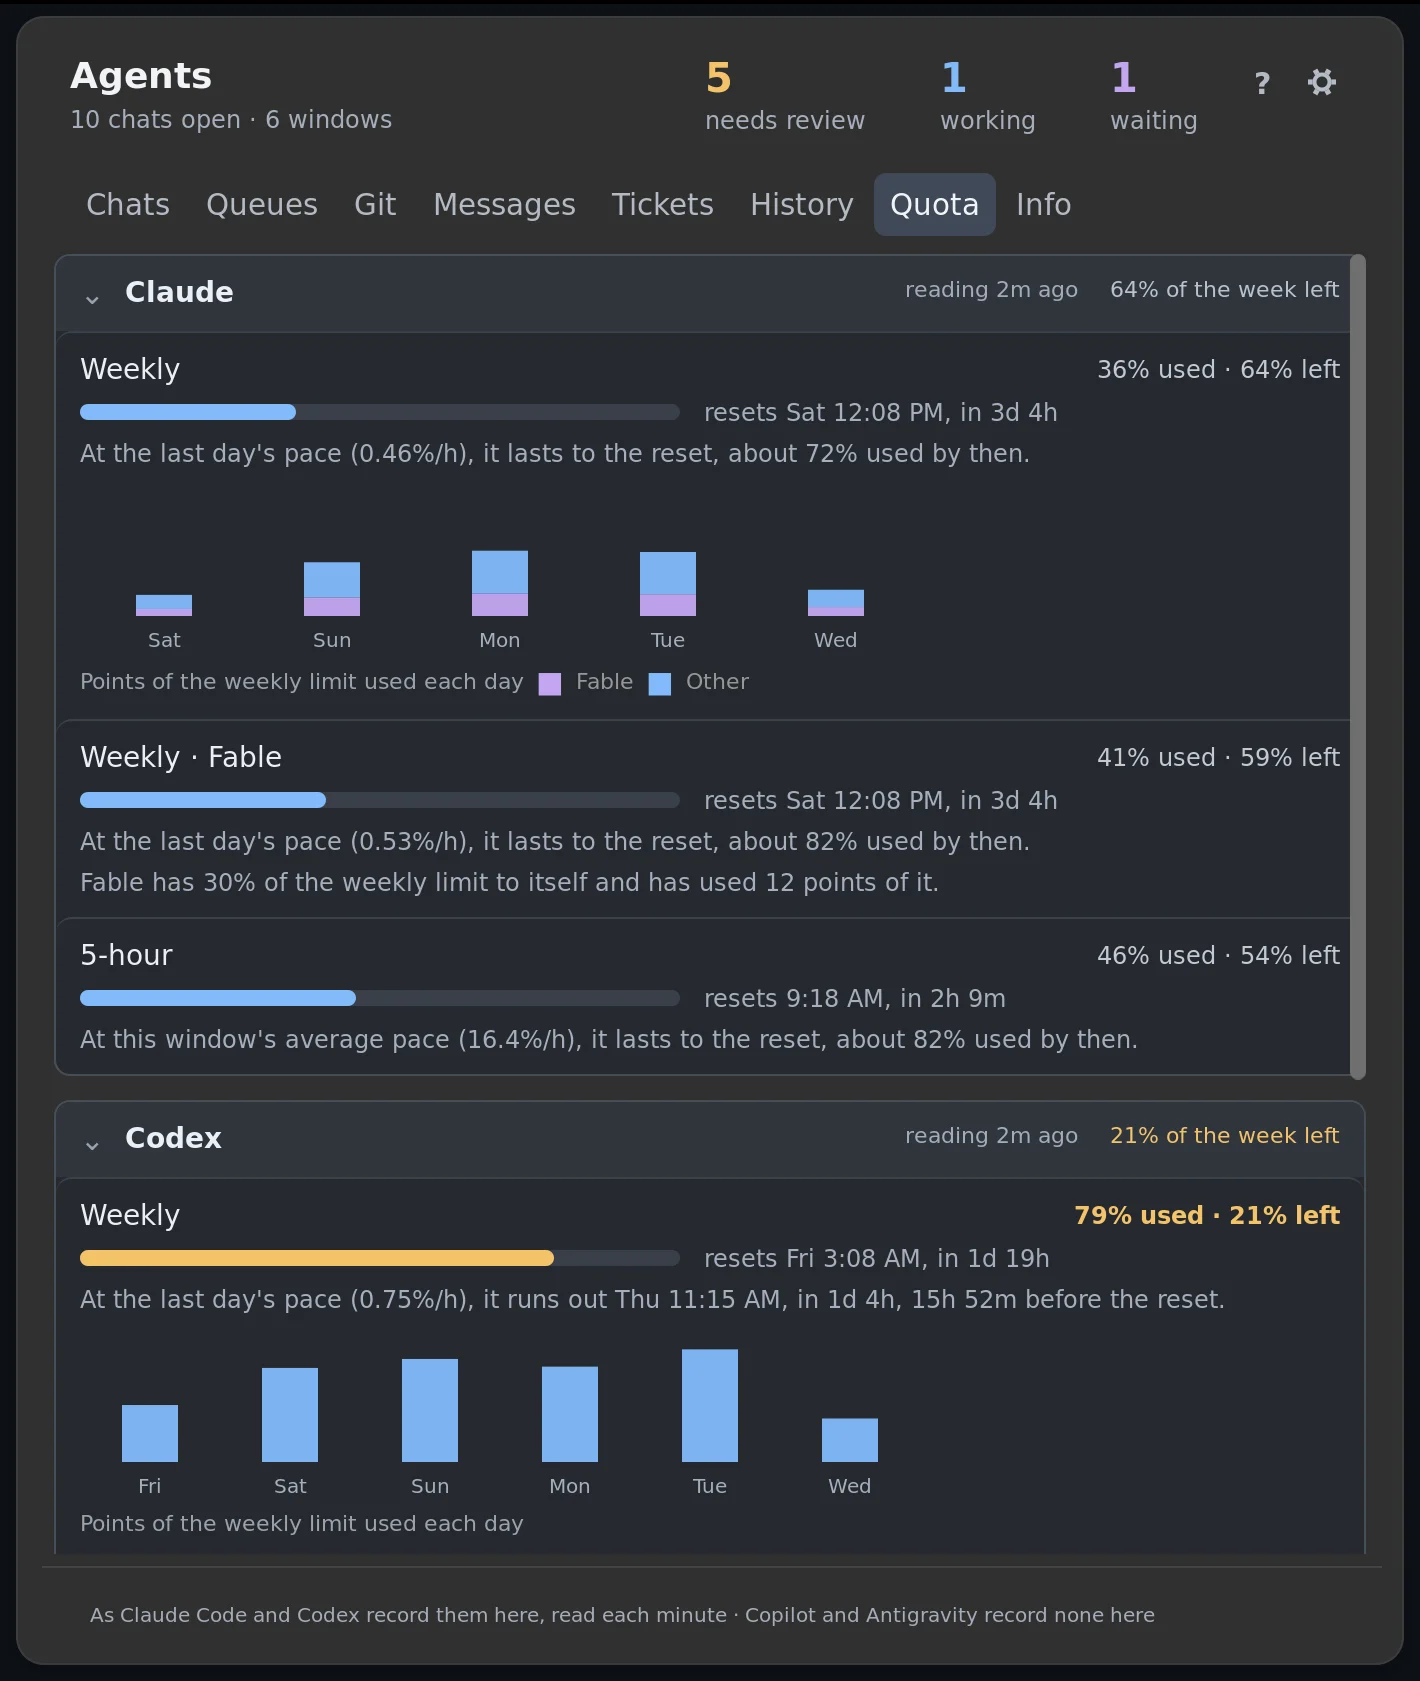 Agents
10 chats open · 6 windows
5
needs review
1
working
1
waiting
?
Chats
Queues
Git
Messages
Tickets
History
Quota
Info
Claude
reading 2m ago
64% of the week left
Weekly
36% used · 64% left
resets Sat 12:08 PM, in 3d 4h
At the last day's pace (0.46%/h), it lasts to the reset, about 72% used by then.
Sat
Sun
Mon
Tue
Wed
Points of the weekly limit used each day
Fable
Other
Weekly · Fable
41% used · 59% left
resets Sat 12:08 PM, in 3d 4h
At the last day's pace (0.53%/h), it lasts to the reset, about 82% used by then.
Fable has 30% of the weekly limit to itself and has used 12 points of it.
5-hour
46% used · 54% left
resets 9:18 AM, in 2h 9m
At this window's average pace (16.4%/h), it lasts to the reset, about 82% used by then.
Codex
reading 2m ago
21% of the week left
Weekly
79% used · 21% left
resets Fri 3:08 AM, in 1d 19h
At the last day's pace (0.75%/h), it runs out Thu 11:15 AM, in 1d 4h, 15h 52m before the reset.
Fri
Sat
Sun
Mon
Tue
Wed
Points of the weekly limit used each day
As Claude Code and Codex record them here, read each minute · Copilot and Antigravity record none here